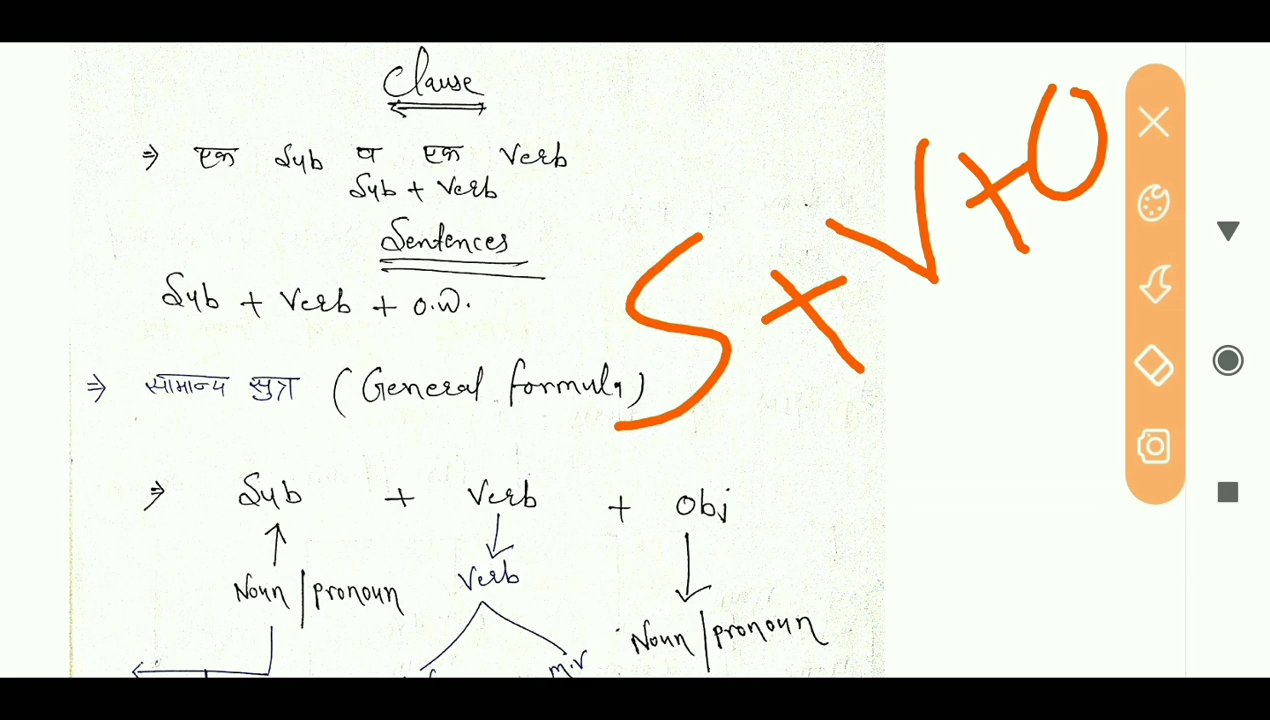 Clause
⇒ एक Sub व एक Verb
Sub + Verb
Sentences
Sub + Verb + O.W.
⇒ सामान्य सुत्र (General formula)
S+V+O
⇒ Sub + Verb + Obj
Noun/pronoun
Verb
Noun/pronoun
m.v